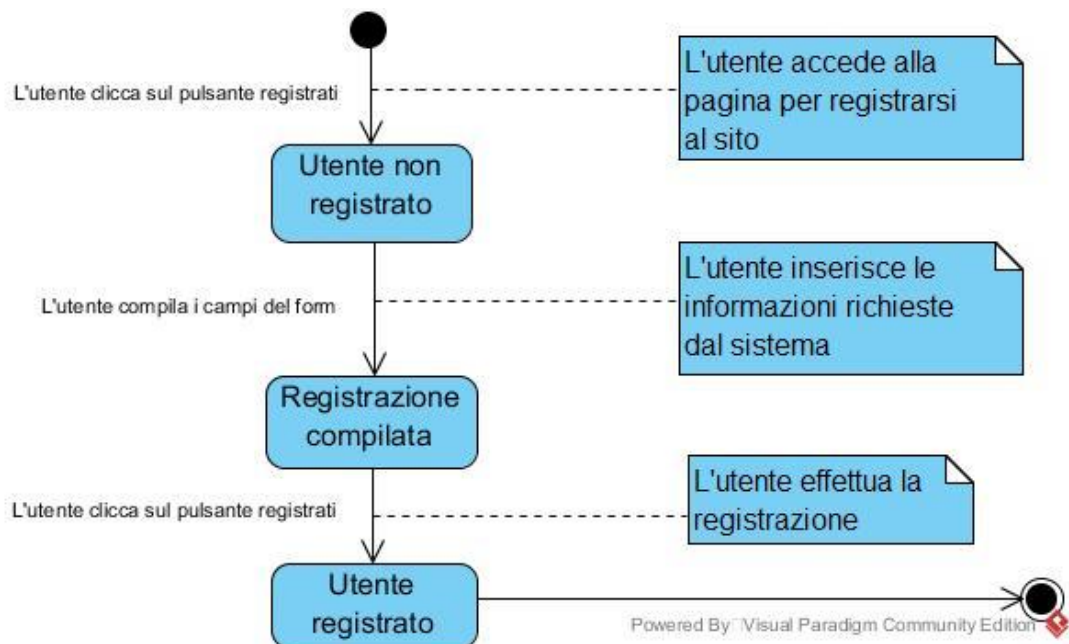 L'utente clicca sul pulsante registrati
L'utente accede alla
pagina per registrarsi
al sito
Utente non
registrato
L'utente compila i campi del form
L'utente inserisce le
informazioni richieste
dal sistema
Registrazione
compilata
L'utente clicca sul pulsante registrati
L'utente effettua la
registrazione
Utente
registrato
Powered By Visual Paradigm Community Edition